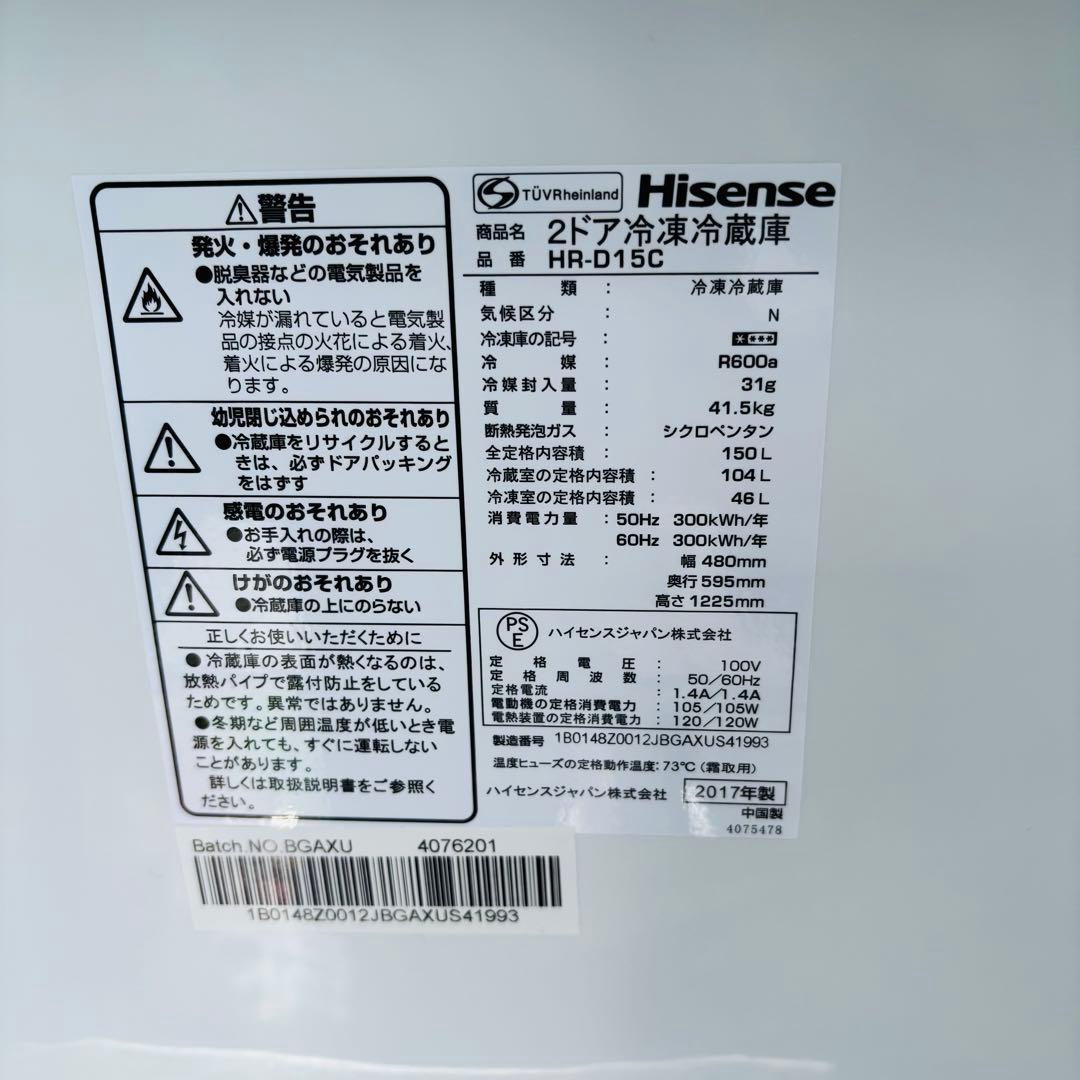 警告
発火・爆発のおそれあり
●脱臭器などの電気製品を
入れない
冷媒が漏れていると電気製
品の接点の火花による着火、
着火による爆発の原因にな
ります。
幼児閉じ込められのおそれあり
●冷蔵庫をリサイクルすると
きは、必ずドアパッキング
をはずす
感電のおそれあり
●お手入れの際は、
必ず電源プラグを抜く
けがのおそれあり
●冷蔵庫の上にのらない
正しくお使いいただくために
●冷蔵庫の表面が熱くなるのは、
放熱パイプで露付防止をしている
ためです。異常ではありません。
●冬期など周囲温度が低いとき電
源を入れても、すぐに運転しない
ことがあります。
詳しくは取扱説明書をご参照く
ださい。
TÜVRheinland Hisense
商品名 2ドア冷凍冷蔵庫
品番 HR-D15C
種類 : 冷凍冷蔵庫
気候区分 : N
冷凍庫の記号 : ****
冷媒 : R600a
冷媒封入量 : 31g
質量 : 41.5kg
断熱発泡ガス : シクロペンタン
全定格内容積 : 150L
冷蔵室の定格内容積 : 104L
冷凍室の定格内容積 : 46L
消費電力量 : 50Hz 300kWh/年
60Hz 300kWh/年
外形寸法 : 幅 480mm
奥行 595mm
高さ 1225mm
PSE ハイセンスジャパン株式会社
定格電圧 : 100V
定格周波数 : 50/60Hz
定格電流 : 1.4A/1.4A
電動機の定格消費電力 : 105/105W
電熱装置の定格消費電力 : 120/120W
製造番号 1B0148Z0012JBGAXUS41993
温度ヒューズの定格動作温度:73℃(霜取用)
ハイセンスジャパン株式会社 2017年製
中国製
4075478
Batch.NO.BGAXU 4076201
1B0148Z0012JBGAXUS41993